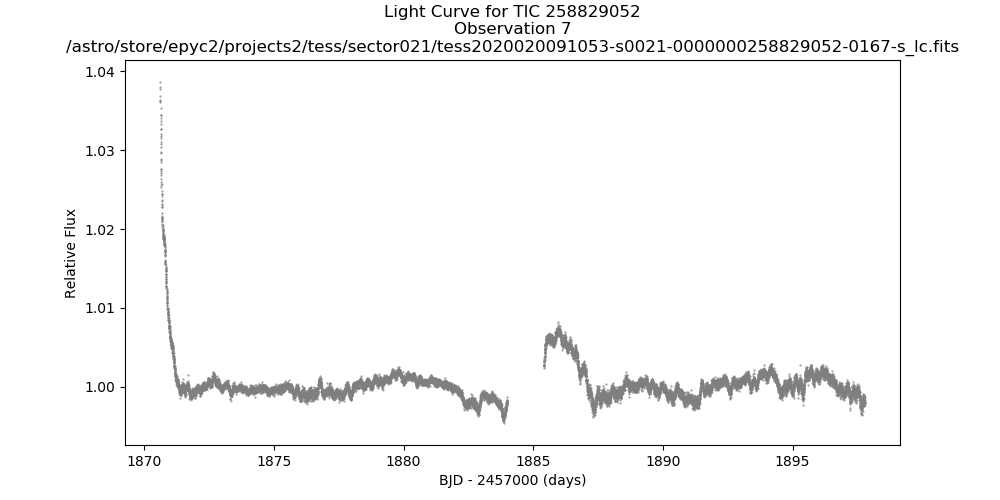 Light Curve for TIC 258829052
Observation 7
/astro/store/epyc2/projects2/tess/sector021/tess2020020091053-s0021-0000000258829052-0167-s_lc.fits
1.04
1.03
1.02
1.01
1.00
Relative Flux
1870 1875 1880 1885 1890 1895
BJD - 2457000 (days)